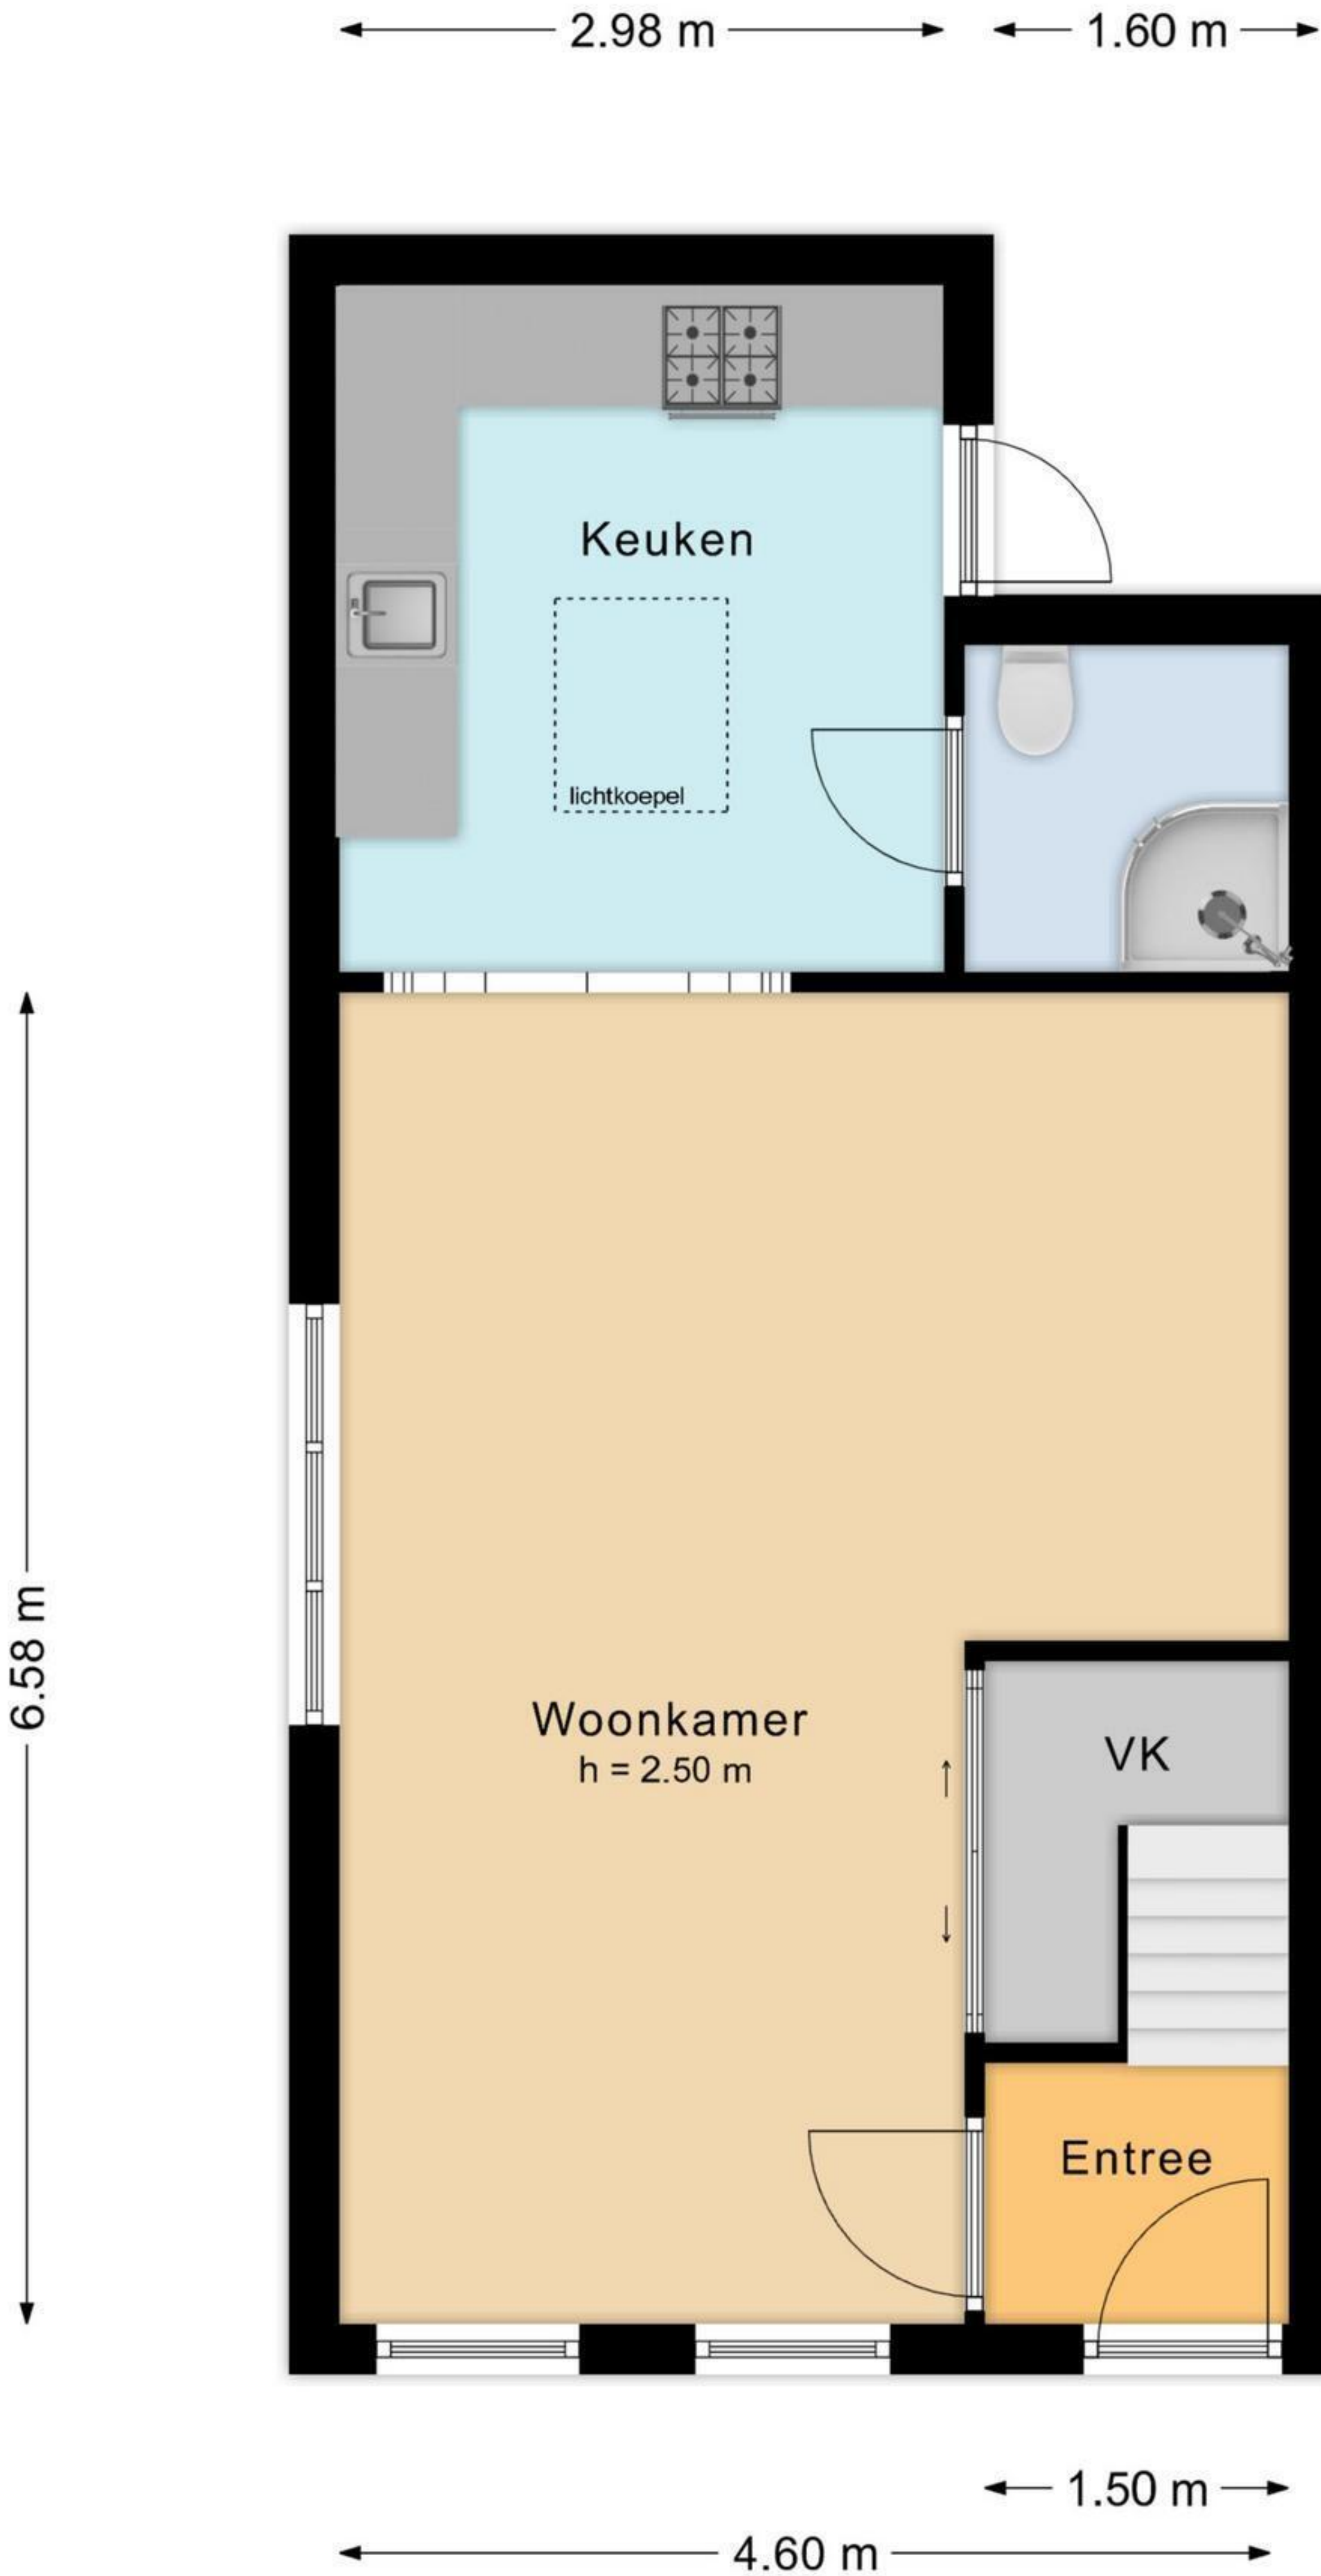 2.98 m
1.60 m
Keuken
lichtkoepel
6.58 m
Woonkamer
h = 2.50 m
VK
Entree
1.50 m
4.60 m